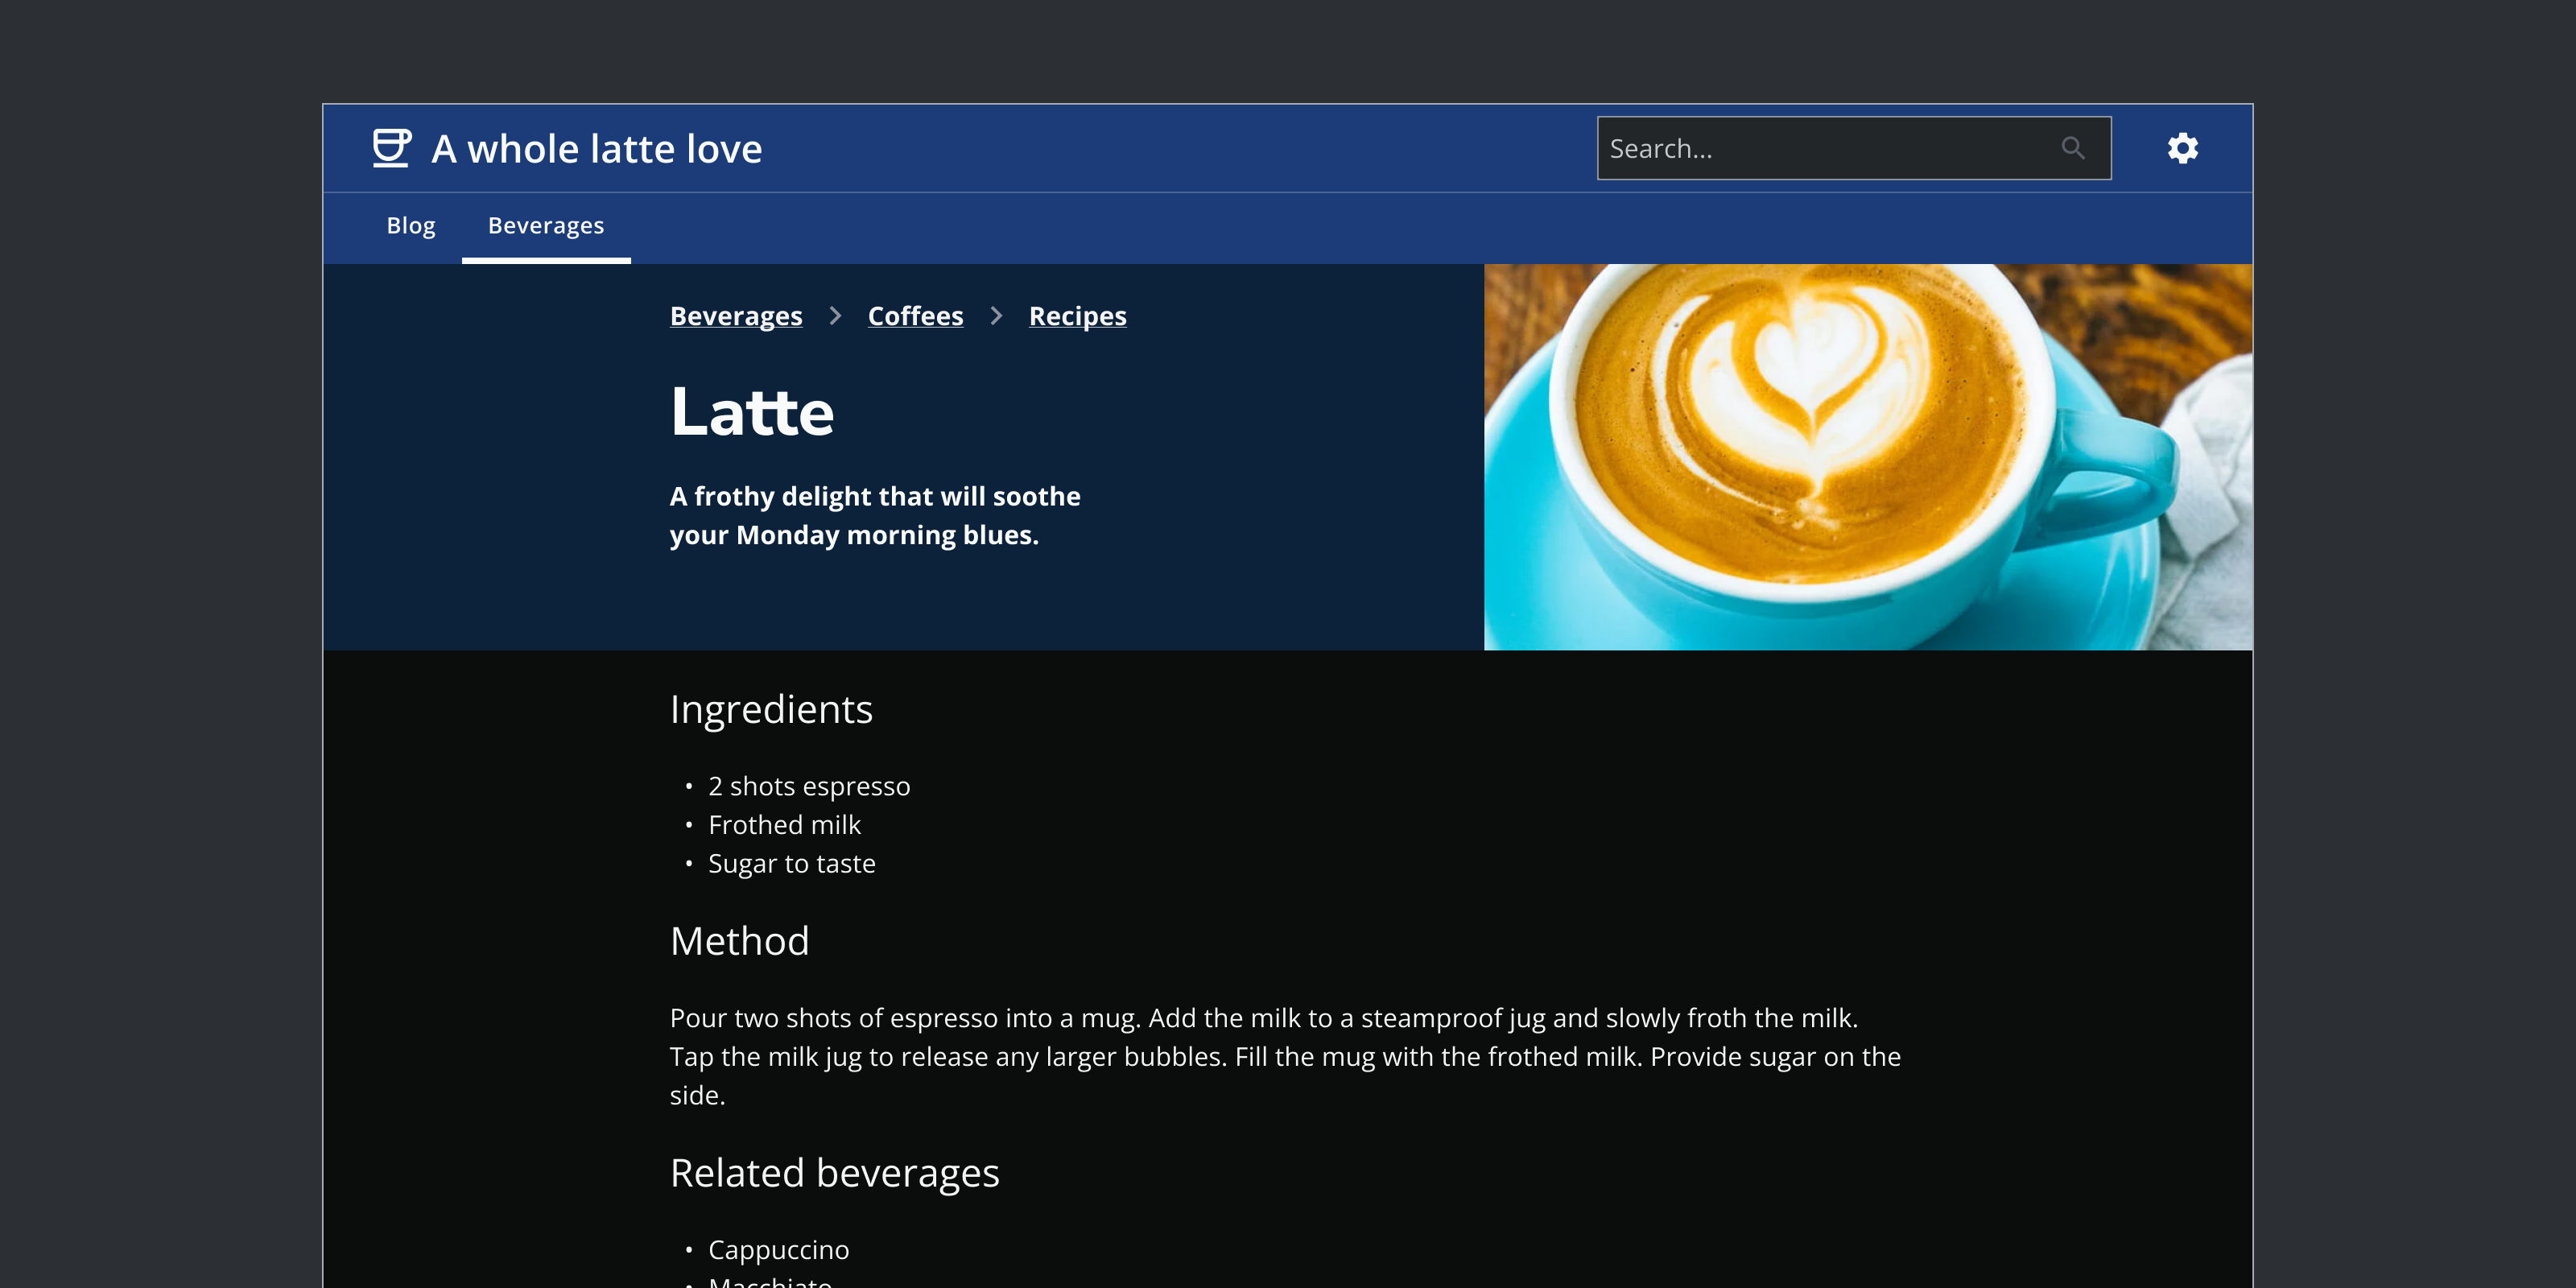 A whole latte love
Search...
Blog
Beverages
Beverages
Coffees
Recipes
Latte
A frothy delight that will soothe
your Monday morning blues.
Ingredients
• 2 shots espresso
• Frothed milk
• Sugar to taste
Method
Pour two shots of espresso into a mug. Add the milk to a steamproof jug and slowly froth the milk.
Tap the milk jug to release any larger bubbles. Fill the mug with the frothed milk. Provide sugar on the
side.
Related beverages
• Cappuccino
• Macchiato